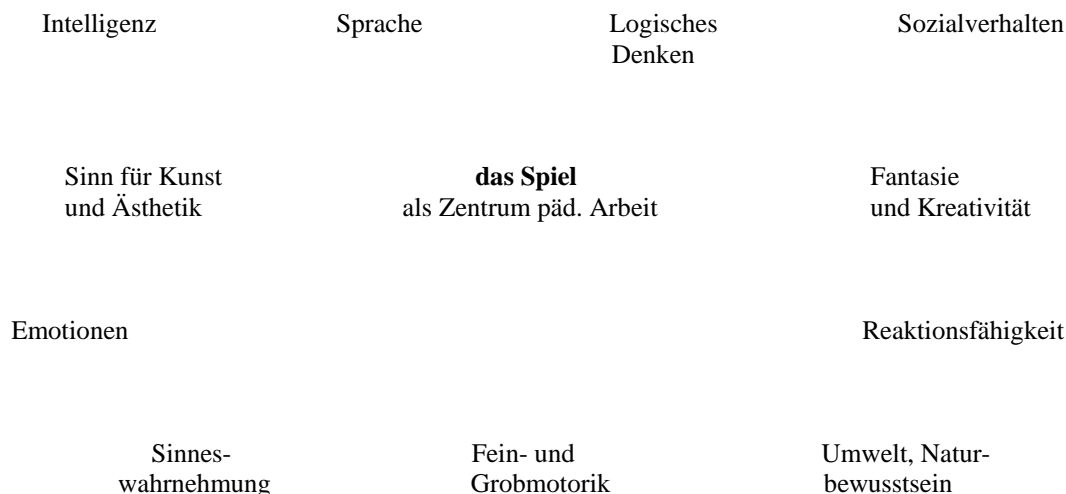 Intelligenz Sprache Logisches Sozialverhalten
Denken
Sinn für Kunst das Spiel Fantasie
und Ästhetik als Zentrum päd. Arbeit und Kreativität
Emotionen Reaktionsfähigkeit
Sinnes- Fein- und Umwelt, Natur-
wahrnehmung Grobmotorik bewusstsein